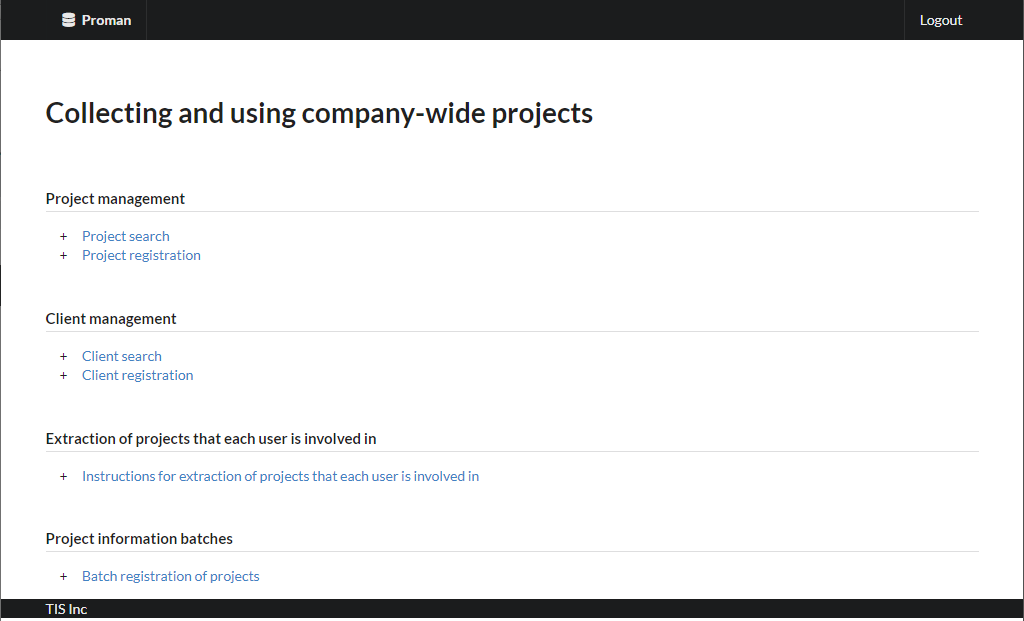 Proman
Logout
Collecting and using company-wide projects
Project management
+ Project search
+ Project registration
Client management
+ Client search
+ Client registration
Extraction of projects that each user is involved in
+ Instructions for extraction of projects that each user is involved in
Project information batches
+ Batch registration of projects
TIS Inc